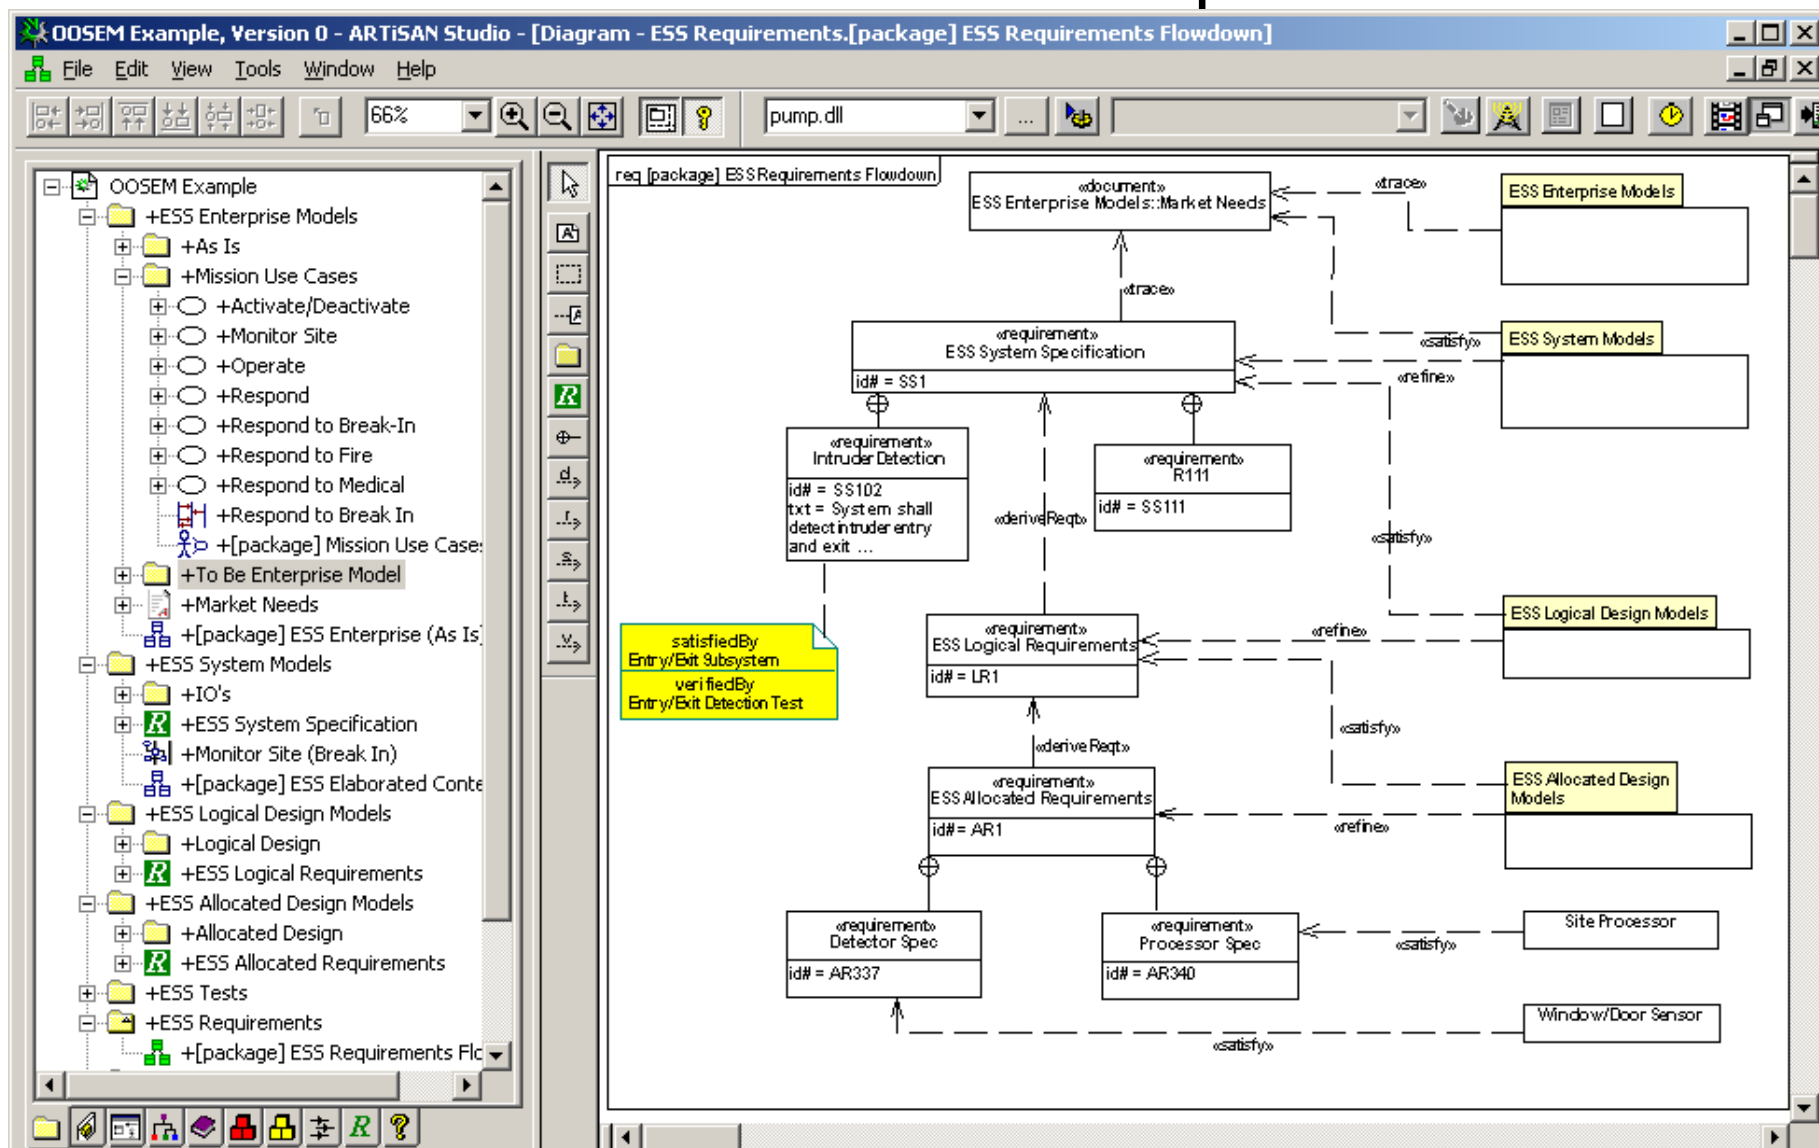 OOSEM Example, Version 0 - ARTiSAN Studio - [Diagram - ESS Requirements.[package] ESS Requirements Flowdown]
File Edit View Tools Window Help
66%
pump.dll
...
OOSEM Example
+ESS Enterprise Models
+As Is
+Mission Use Cases
+Activate/Deactivate
+Monitor Site
+Operate
+Respond
+Respond to Break-In
+Respond to Fire
+Respond to Medical
+Respond to Break In
+[package] Mission Use Cases
+To Be Enterprise Model
+Market Needs
+[package] ESS Enterprise (As Is)
+ESS System Models
+IO's
+ESS System Specification
+Monitor Site (Break In)
+[package] ESS Elaborated Conte
+ESS Logical Design Models
+Logical Design
+ESS Logical Requirements
+ESS Allocated Design Models
+Allocated Design
+ESS Allocated Requirements
+ESS Tests
+ESS Requirements
+[package] ESS Requirements Flc
req [package] ESS Requirements Flowdown
«document»
ESS Enterprise Models::Market Needs
«trace»
ESS Enterprise Models
«trace»
«requirement»
ESS System Specification
id# = SS1
«satisfy»
ESS System Models
«refine»
«requirement»
Intruder Detection
id# = SS102
txt = System shall
detect intruder entry
and exit ...
«requirement»
R111
id# = SS111
«deriveReqt»
«satisfy»
satisfiedBy
Entry/Exit Subsystem
verifiedBy
Entry/Exit Detection Test
«requirement»
ESS Logical Requirements
id# = LR1
«refine»
ESS Logical Design Models
«satisfy»
«deriveReqt»
«requirement»
ESS Allocated Requirements
id# = AR1
ESS Allocated Design
Models
«refine»
«requirement»
Detector Spec
id# = AR337
«requirement»
Processor Spec
id# = AR340
«satisfy»
Site Processor
Window/Door Sensor
«satisfy»